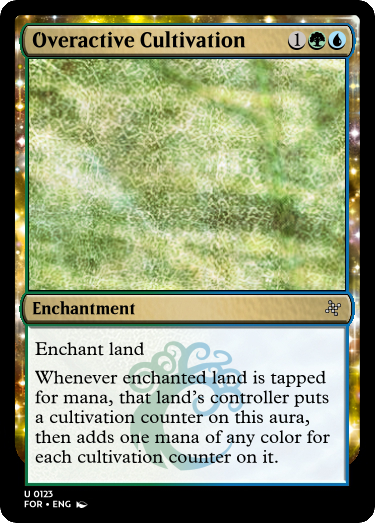 Overactive Cultivation 1
Enchantment
Enchant land
Whenever enchanted land is tapped
for mana, that land's controller puts
a cultivation counter on this aura,
then adds one mana of any color for
each cultivation counter on it.
U 0123
FOR • ENG